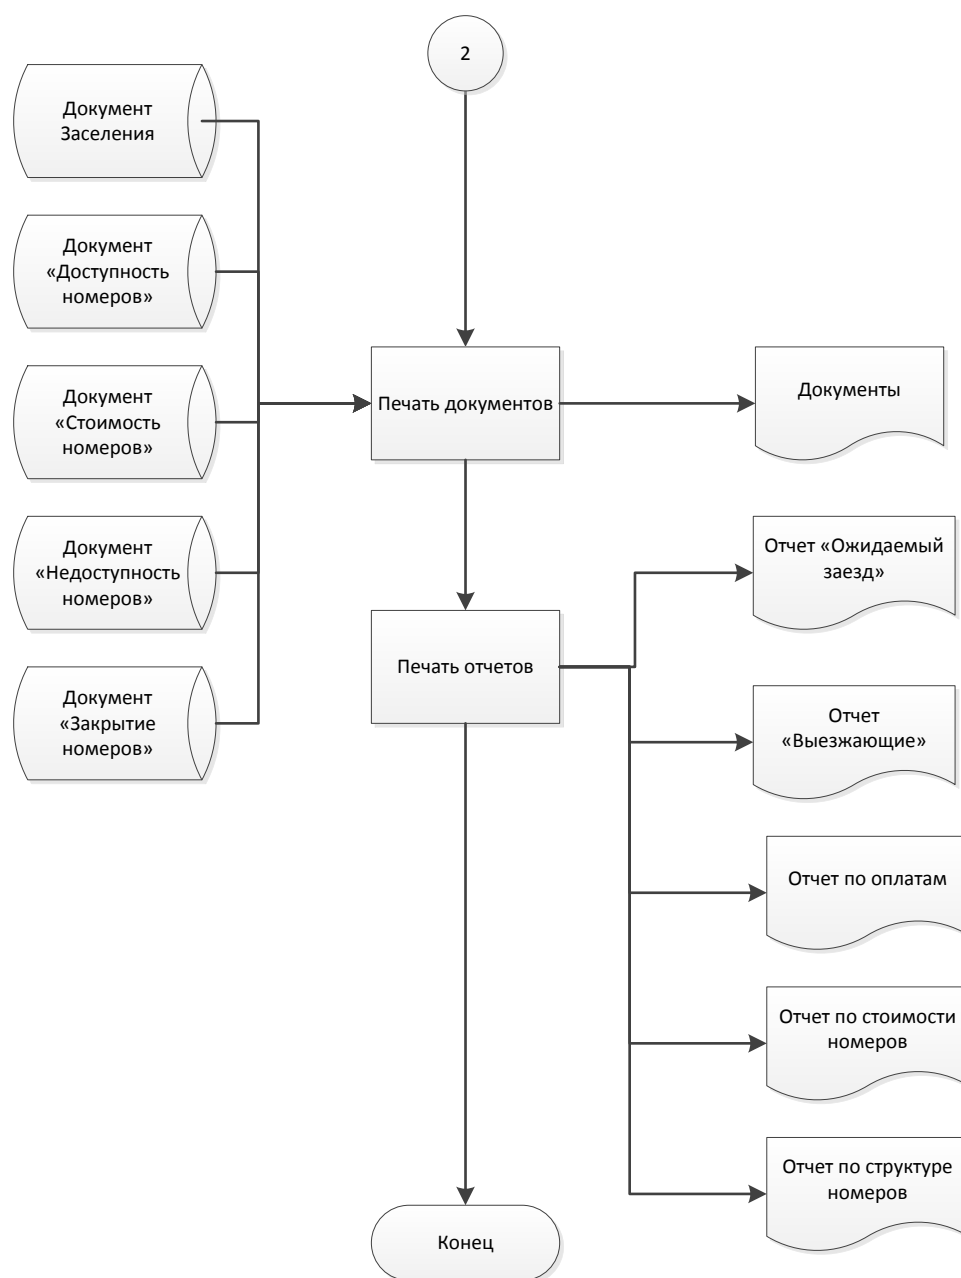 2
Документ
Заселения
Документ
«Доступность
номеров»
Документ
«Стоимость
номеров»
Документ
«Недоступность
номеров»
Документ
«Закрытие
номеров»
Печать документов
Документы
Печать отчетов
Отчет «Ожидаемый
заезд»
Отчет
«Выезжающие»
Отчет по оплатам
Отчет по стоимости
номеров
Отчет по структуре
номеров
Конец